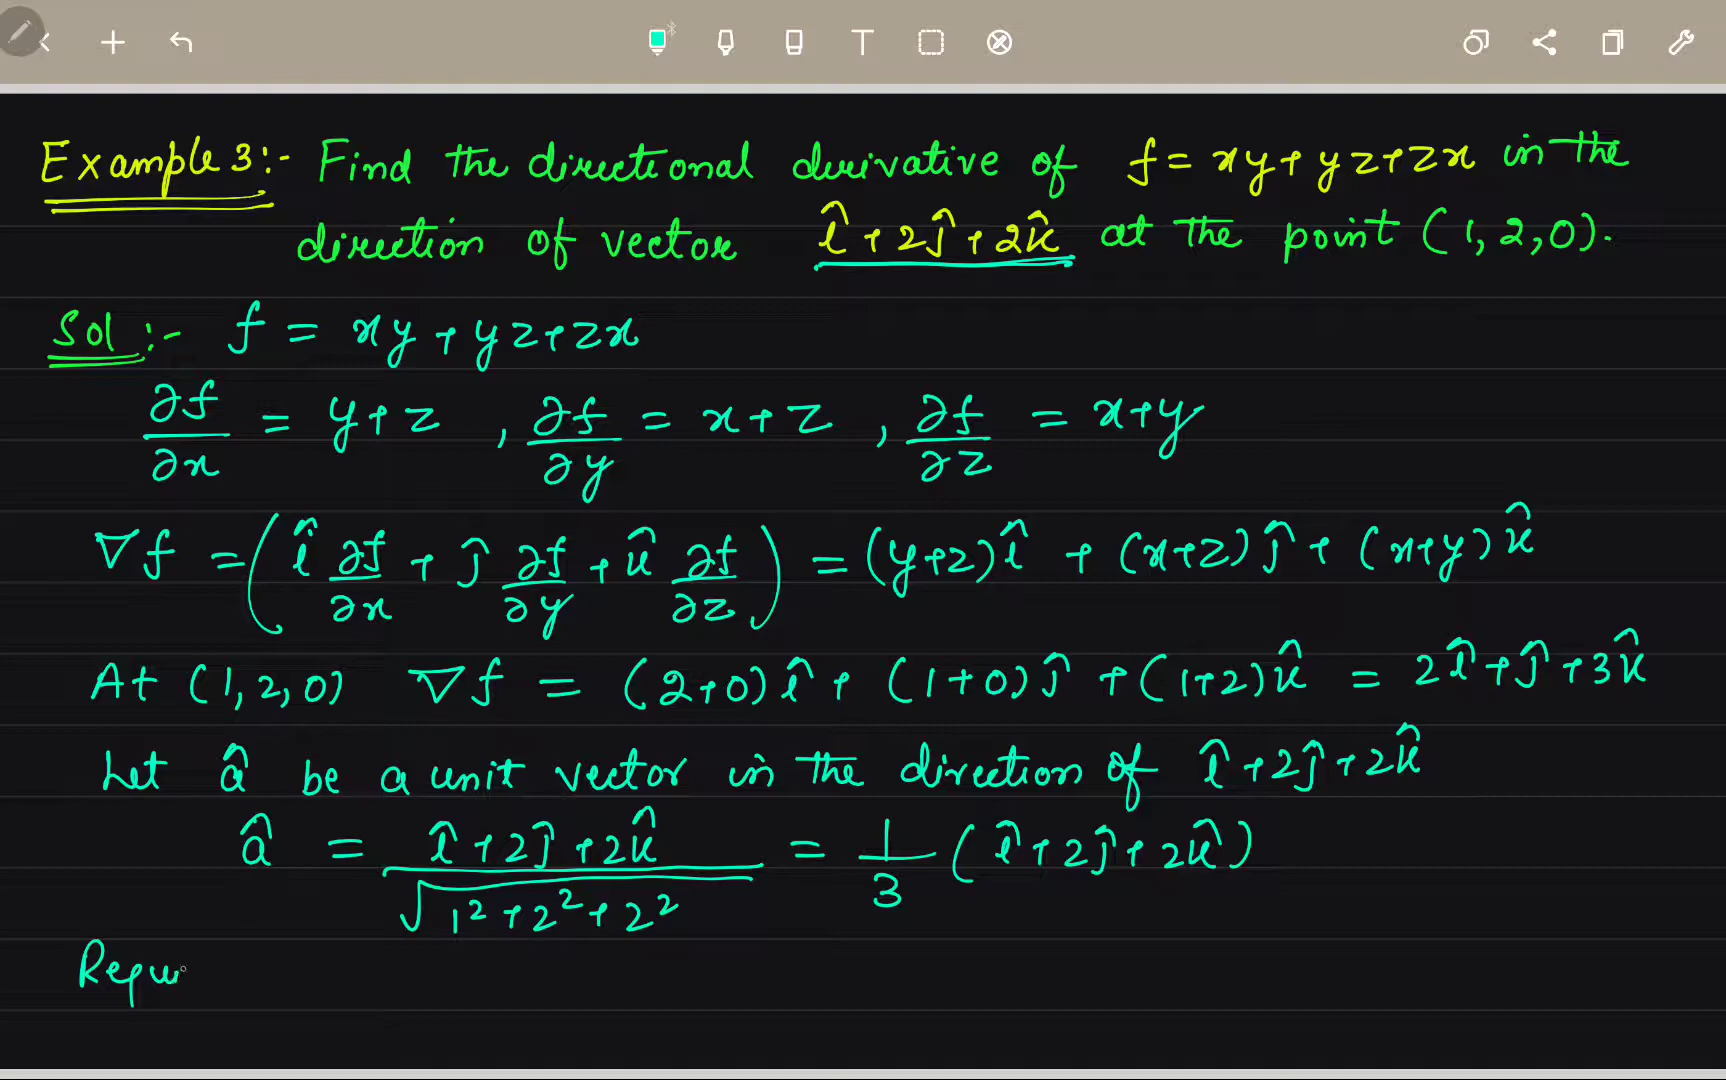 T
Example 3:- Find the directional derivative of f = xy+yz+zx in the
direction of vector î+2ĵ+2k̂ at the point (1,2,0).
Sol:- f = xy+yz+zx
∂f/∂x = y+z , ∂f/∂y = x+z , ∂f/∂z = x+y
∇f = (î ∂f/∂x + ĵ ∂f/∂y + k̂ ∂f/∂z) = (y+z)î + (x+z)ĵ + (x+y)k̂
At (1,2,0) ∇f = (2+0)î + (1+0)ĵ + (1+2)k̂ = 2î+ĵ+3k̂
Let â be a unit vector in the direction of î+2ĵ+2k̂
â = î+2ĵ+2k̂ / √1²+2²+2² = 1/3 (î+2ĵ+2k̂)